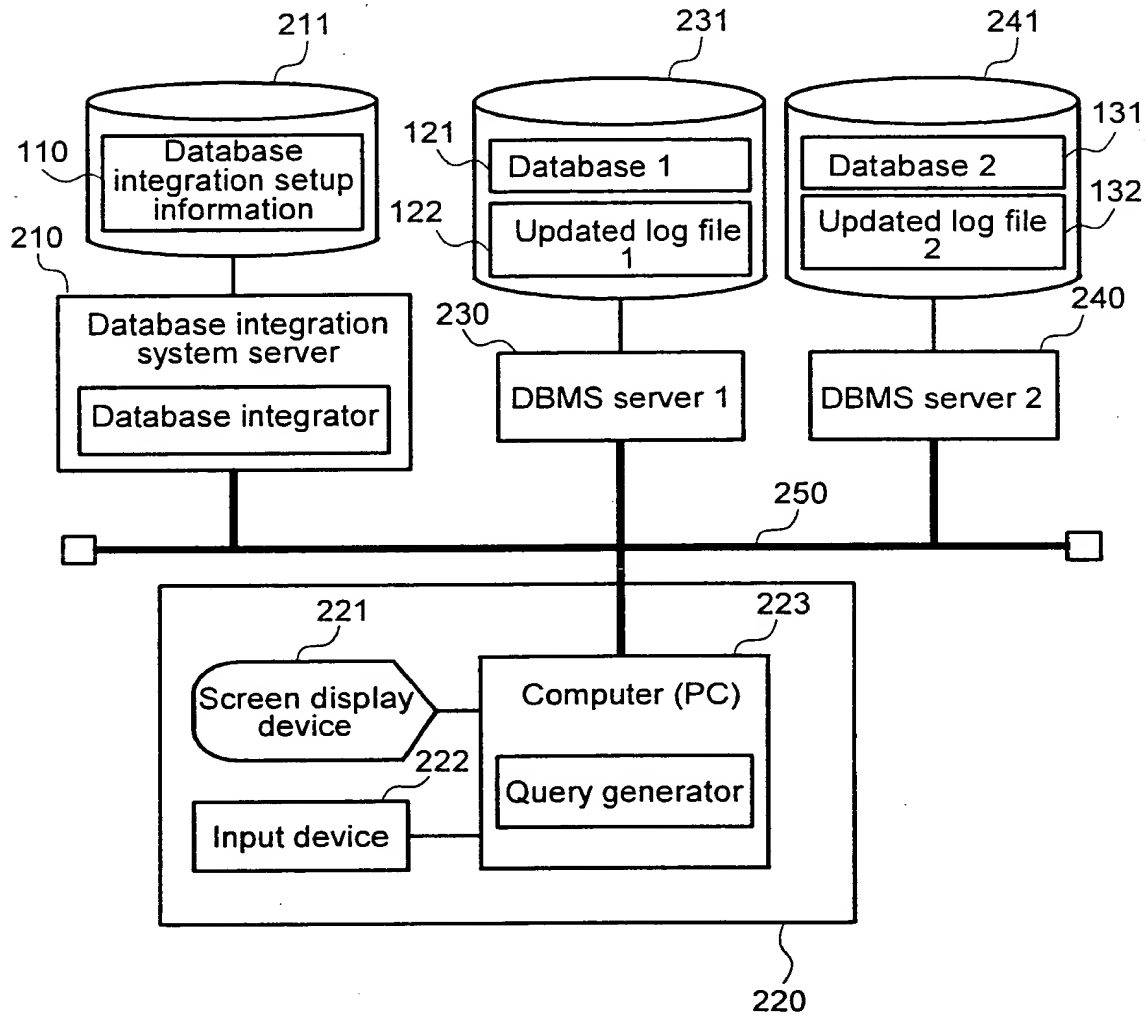 211
231
241
110
Database
integration setup
information
121
Database 1
122
Updated log file
1
Database 2
131
Updated log file
2
132
210
Database integration
system server
Database integrator
230
DBMS server 1
240
DBMS server 2
250
221
Screen display
device
222
Input device
223
Computer (PC)
Query generator
220